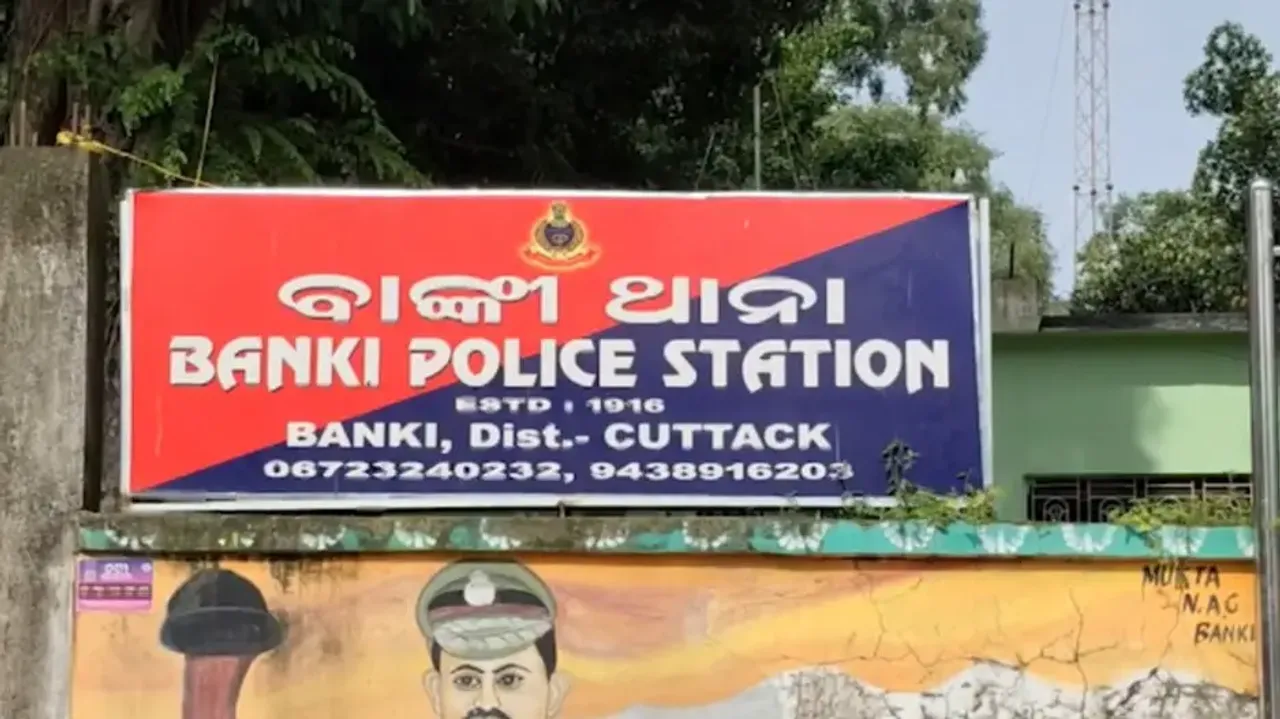 ବାଙ୍କୀ ଥାନା
BANKI POLICE STATION
ESTD : 1916
BANKI, Dist.- CUTTACK
06723240232, 9438916203
MUKTA
N.A.C
BANKI